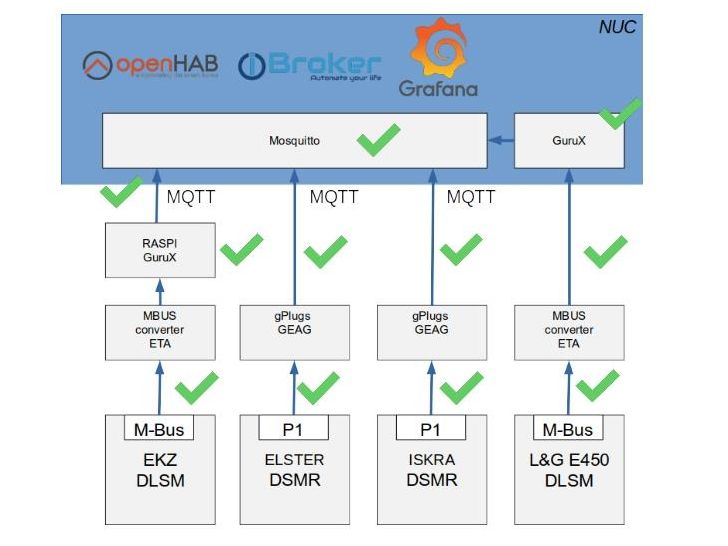 NUC
openHAB
ioBroker
Automate your life
Grafana
Mosquitto
GuruX
MQTT
MQTT
MQTT
RASPI
GuruX
MBUS
converter
ETA
gPlugs
GEAG
gPlugs
GEAG
MBUS
converter
ETA
M-Bus
P1
P1
M-Bus
EKZ
DLSM
ELSTER
DSMR
ISKRA
DSMR
L&G E450
DLSM